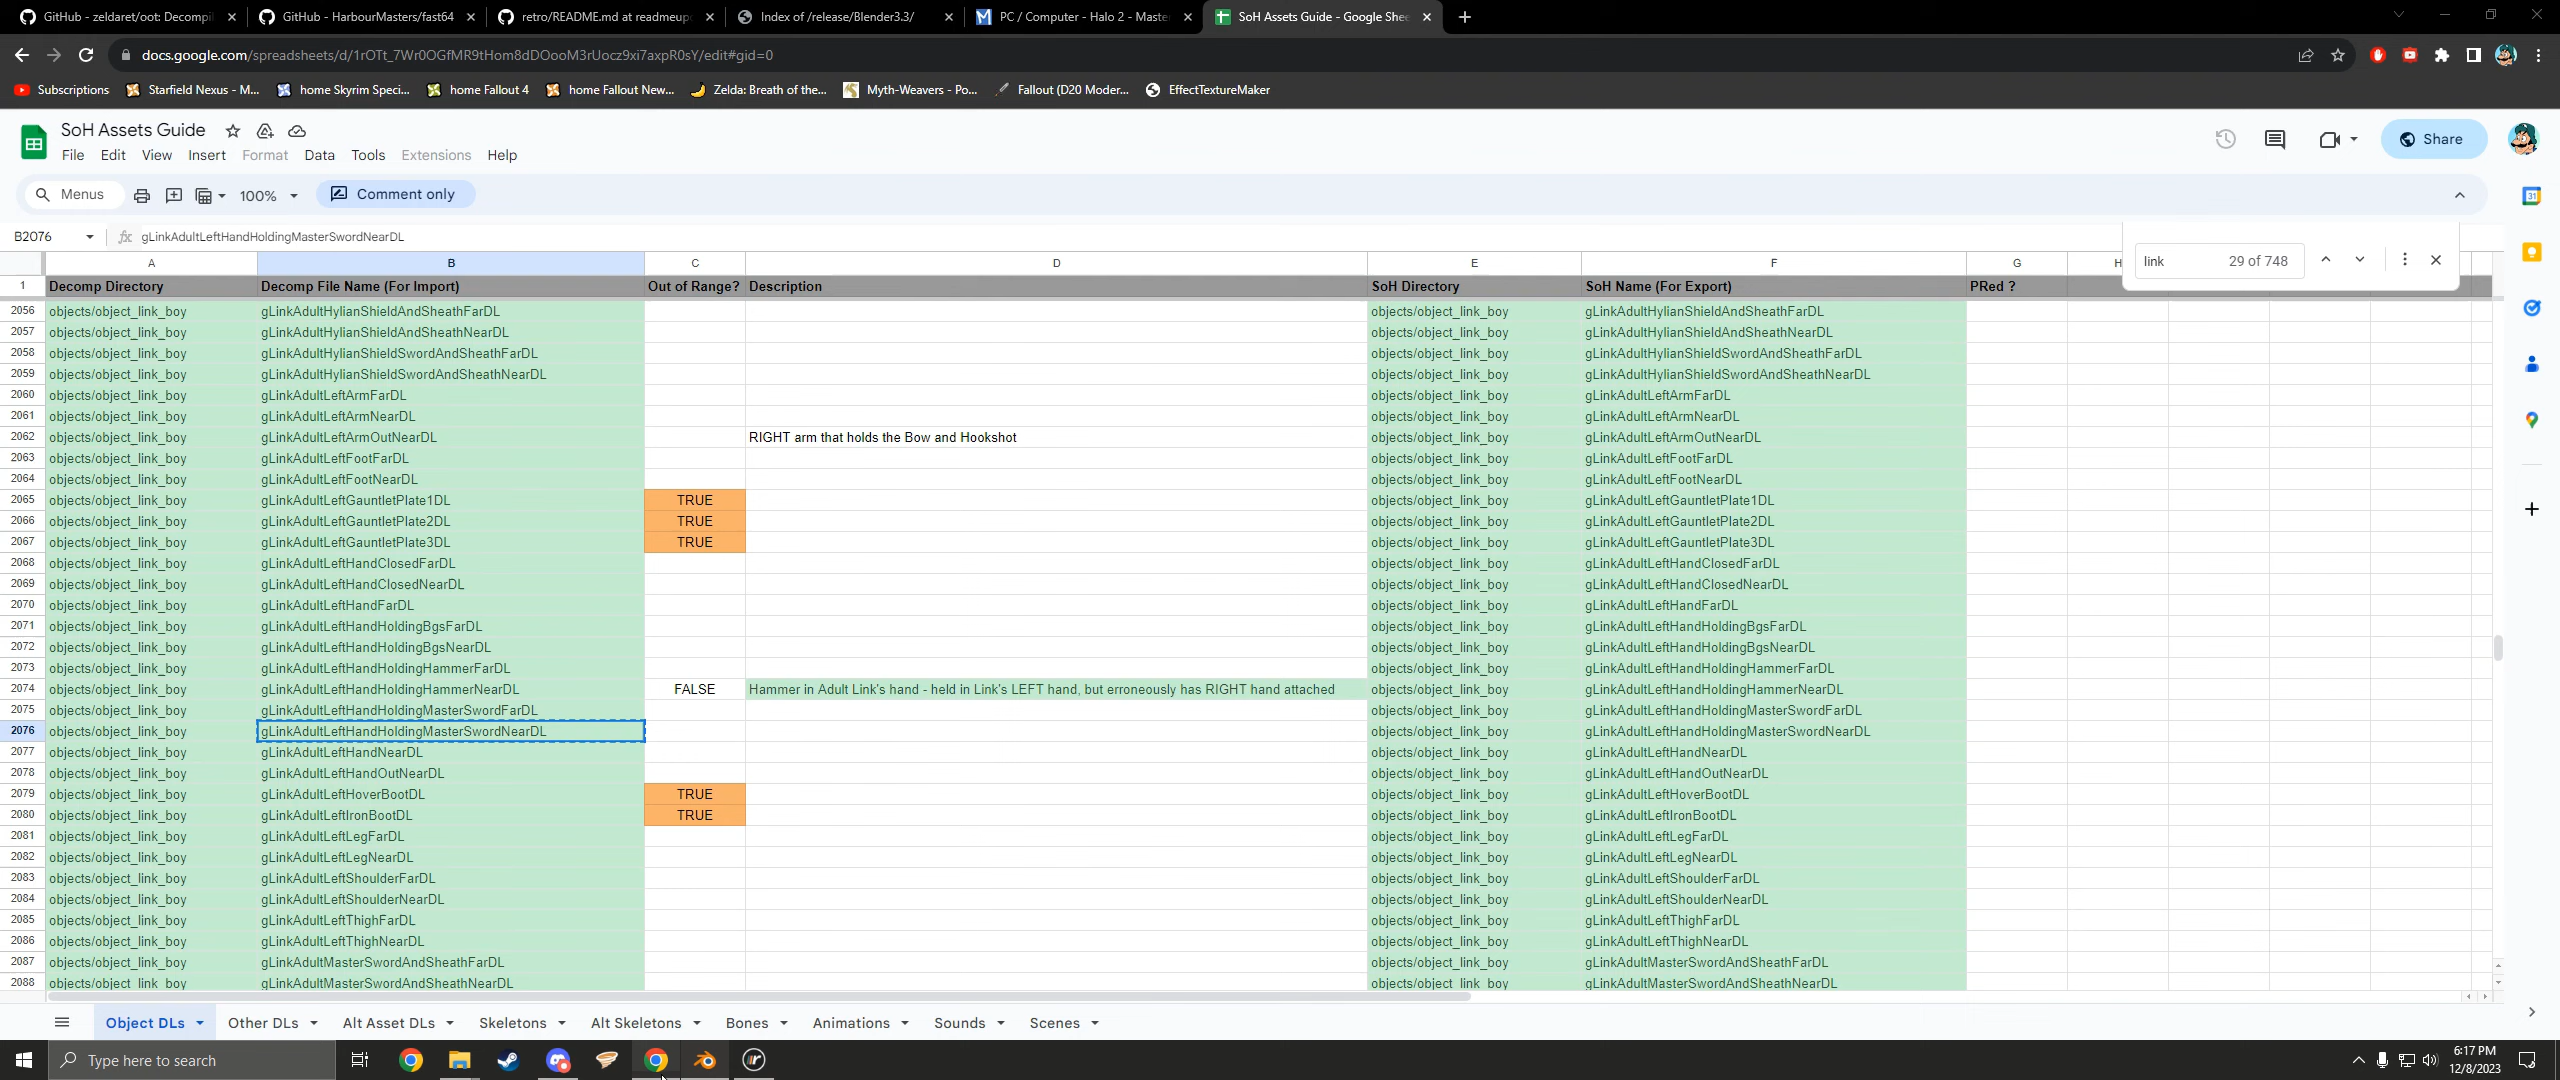 GitHub - zeldaret/oot: Decompil
GitHub - HarbourMasters/fast64
retro/README.md at readmeupd
Index of /release/Blender3.3/
PC / Computer - Halo 2 - Master
SoH Assets Guide - Google Shee
docs.google.com/spreadsheets/d/1rOTt_7Wr0OGfMR9tHom8dDOooM3rUocz9xi7axpR0sY/edit#gid=0
Subscriptions
Starfield Nexus - M...
home Skyrim Speci...
home Fallout 4
home Fallout New...
Zelda: Breath of the...
Myth-Weavers - Po...
Fallout (D20 Moder...
EffectTextureMaker
SoH Assets Guide
File Edit View Insert Format Data Tools Extensions Help
Share
Menus
100%
Comment only
B2076
gLinkAdultLeftHandHoldingMasterSwordNearDL
link 29 of 748
A B C D E F G H
1 Decomp Directory Decomp File Name (For Import) Out of Range? Description SoH Directory SoH Name (For Export) PRed ?
2056 objects/object_link_boy gLinkAdultHylianShieldAndSheathFarDL objects/object_link_boy gLinkAdultHylianShieldAndSheathFarDL
2057 objects/object_link_boy gLinkAdultHylianShieldAndSheathNearDL objects/object_link_boy gLinkAdultHylianShieldAndSheathNearDL
2058 objects/object_link_boy gLinkAdultHylianShieldSwordAndSheathFarDL objects/object_link_boy gLinkAdultHylianShieldSwordAndSheathFarDL
2059 objects/object_link_boy gLinkAdultHylianShieldSwordAndSheathNearDL objects/object_link_boy gLinkAdultHylianShieldSwordAndSheathNearDL
2060 objects/object_link_boy gLinkAdultLeftArmFarDL objects/object_link_boy gLinkAdultLeftArmFarDL
2061 objects/object_link_boy gLinkAdultLeftArmNearDL objects/object_link_boy gLinkAdultLeftArmNearDL
2062 objects/object_link_boy gLinkAdultLeftArmOutNearDL RIGHT arm that holds the Bow and Hookshot objects/object_link_boy gLinkAdultLeftArmOutNearDL
2063 objects/object_link_boy gLinkAdultLeftFootFarDL objects/object_link_boy gLinkAdultLeftFootFarDL
2064 objects/object_link_boy gLinkAdultLeftFootNearDL objects/object_link_boy gLinkAdultLeftFootNearDL
2065 objects/object_link_boy gLinkAdultLeftGauntletPlate1DL TRUE objects/object_link_boy gLinkAdultLeftGauntletPlate1DL
2066 objects/object_link_boy gLinkAdultLeftGauntletPlate2DL TRUE objects/object_link_boy gLinkAdultLeftGauntletPlate2DL
2067 objects/object_link_boy gLinkAdultLeftGauntletPlate3DL TRUE objects/object_link_boy gLinkAdultLeftGauntletPlate3DL
2068 objects/object_link_boy gLinkAdultLeftHandClosedFarDL objects/object_link_boy gLinkAdultLeftHandClosedFarDL
2069 objects/object_link_boy gLinkAdultLeftHandClosedNearDL objects/object_link_boy gLinkAdultLeftHandClosedNearDL
2070 objects/object_link_boy gLinkAdultLeftHandFarDL objects/object_link_boy gLinkAdultLeftHandFarDL
2071 objects/object_link_boy gLinkAdultLeftHandHoldingBgsFarDL objects/object_link_boy gLinkAdultLeftHandHoldingBgsFarDL
2072 objects/object_link_boy gLinkAdultLeftHandHoldingBgsNearDL objects/object_link_boy gLinkAdultLeftHandHoldingBgsNearDL
2073 objects/object_link_boy gLinkAdultLeftHandHoldingHammerFarDL objects/object_link_boy gLinkAdultLeftHandHoldingHammerFarDL
2074 objects/object_link_boy gLinkAdultLeftHandHoldingHammerNearDL FALSE Hammer in Adult Link's hand - held in Link's LEFT hand, but erroneously has RIGHT hand attached objects/object_link_boy gLinkAdultLeftHandHoldingHammerNearDL
2075 objects/object_link_boy gLinkAdultLeftHandHoldingMasterSwordFarDL objects/object_link_boy gLinkAdultLeftHandHoldingMasterSwordFarDL
2076 objects/object_link_boy gLinkAdultLeftHandHoldingMasterSwordNearDL objects/object_link_boy gLinkAdultLeftHandHoldingMasterSwordNearDL
2077 objects/object_link_boy gLinkAdultLeftHandNearDL objects/object_link_boy gLinkAdultLeftHandNearDL
2078 objects/object_link_boy gLinkAdultLeftHandOutNearDL objects/object_link_boy gLinkAdultLeftHandOutNearDL
2079 objects/object_link_boy gLinkAdultLeftHoverBootDL TRUE objects/object_link_boy gLinkAdultLeftHoverBootDL
2080 objects/object_link_boy gLinkAdultLeftIronBootDL TRUE objects/object_link_boy gLinkAdultLeftIronBootDL
2081 objects/object_link_boy gLinkAdultLeftLegFarDL objects/object_link_boy gLinkAdultLeftLegFarDL
2082 objects/object_link_boy gLinkAdultLeftLegNearDL objects/object_link_boy gLinkAdultLeftLegNearDL
2083 objects/object_link_boy gLinkAdultLeftShoulderFarDL objects/object_link_boy gLinkAdultLeftShoulderFarDL
2084 objects/object_link_boy gLinkAdultLeftShoulderNearDL objects/object_link_boy gLinkAdultLeftShoulderNearDL
2085 objects/object_link_boy gLinkAdultLeftThighFarDL objects/object_link_boy gLinkAdultLeftThighFarDL
2086 objects/object_link_boy gLinkAdultLeftThighNearDL objects/object_link_boy gLinkAdultLeftThighNearDL
2087 objects/object_link_boy gLinkAdultMasterSwordAndSheathFarDL objects/object_link_boy gLinkAdultMasterSwordAndSheathFarDL
2088 objects/object_link_boy gLinkAdultMasterSwordAndSheathNearDL objects/object_link_boy gLinkAdultMasterSwordAndSheathNearDL
Object DLs Other DLs Alt Asset DLs Skeletons Alt Skeletons Bones Animations Sounds Scenes
Type here to search
6:17 PM
12/8/2023